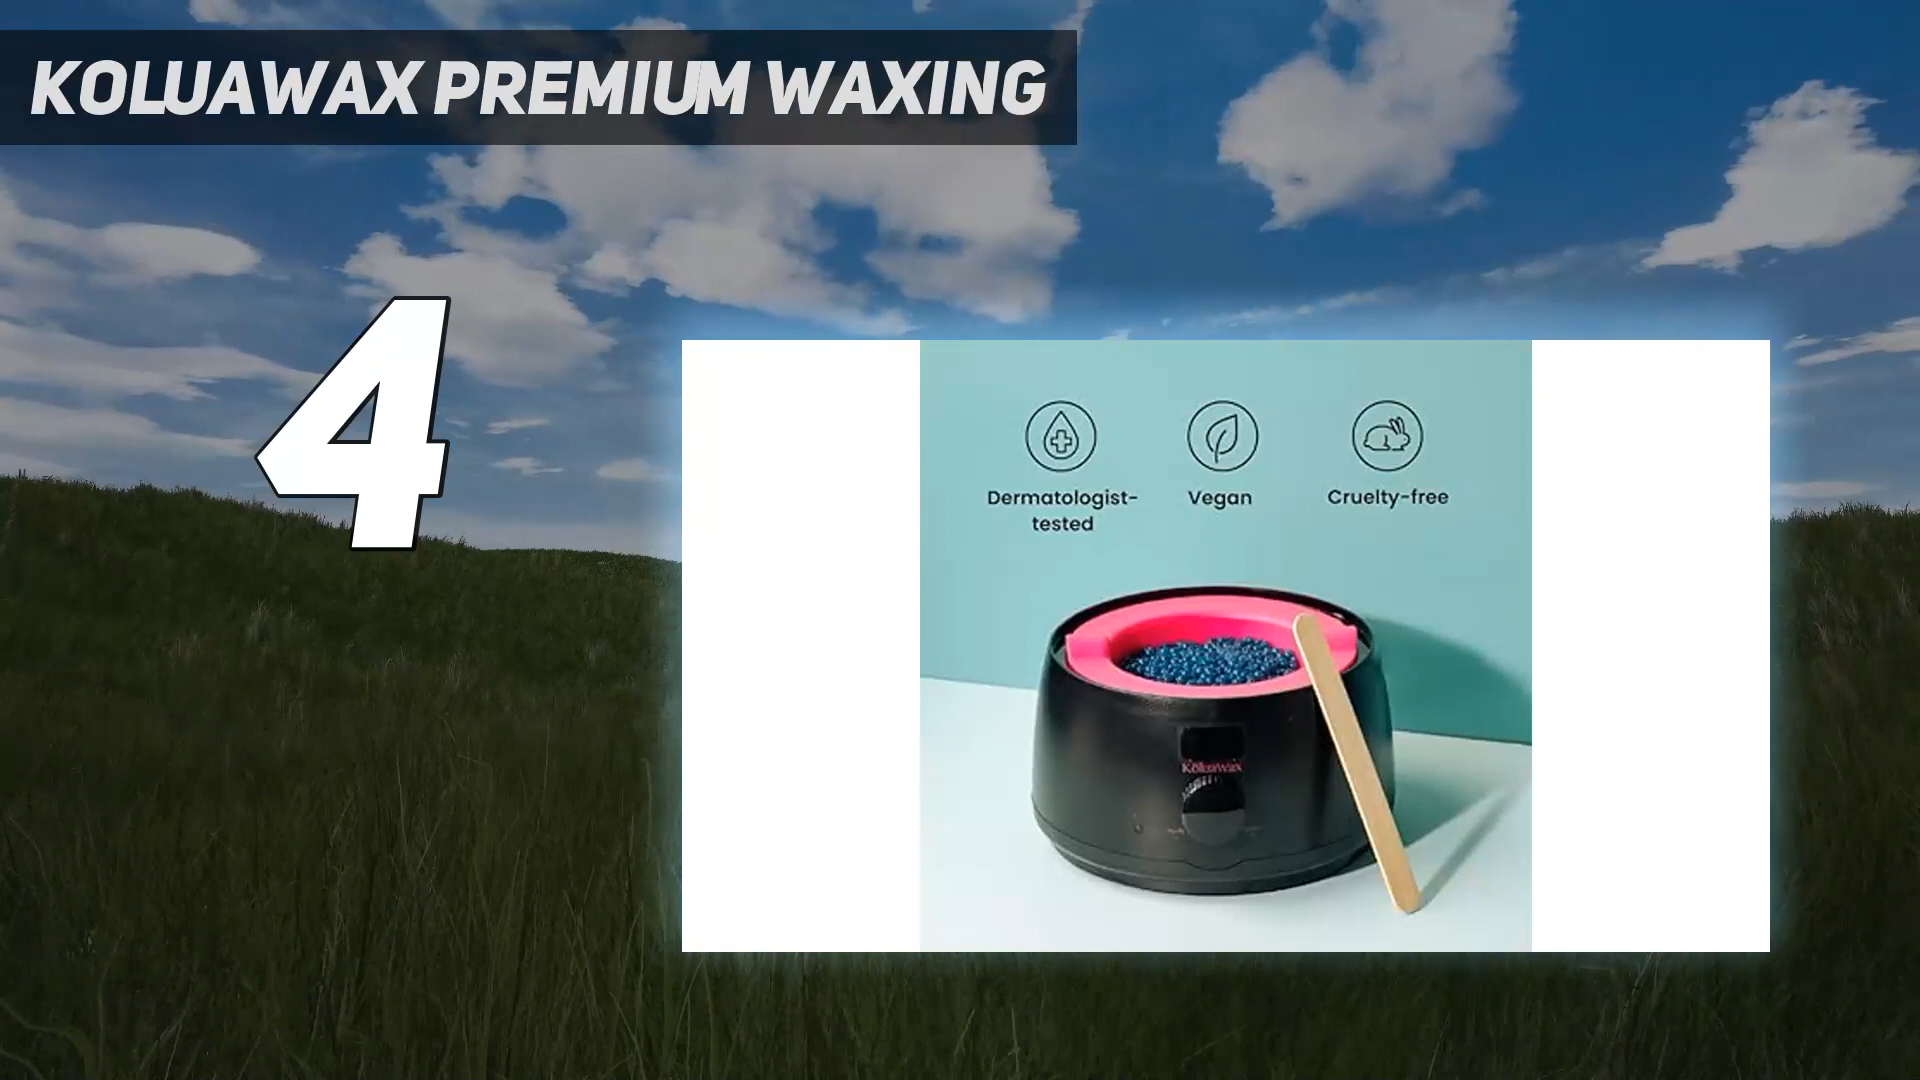 KOLUAWAX PREMIUM WAXING
4
Dermatologist-
tested
Vegan
Cruelty-free
KoluaWax